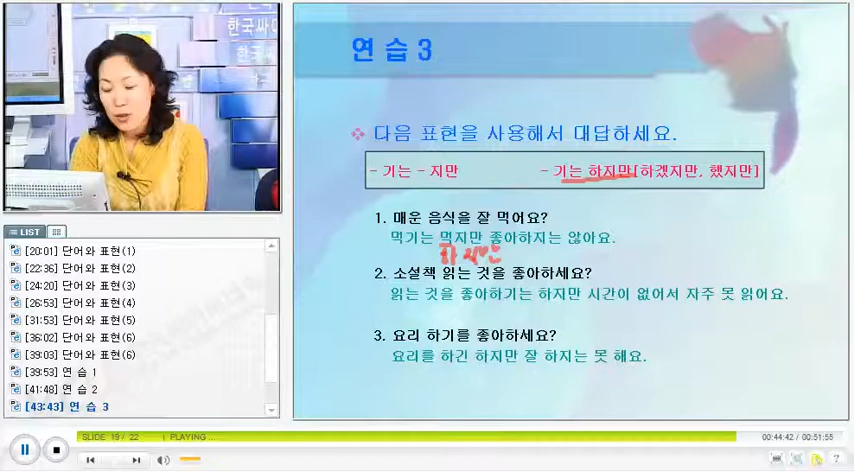 한국싸이
한국
연 습 3
다음 표현을 사용해서 대답하세요.
- 기는 - 지만 - 기는 하지만[하겠지만, 했지만]
1. 매운 음식을 잘 먹어요?
먹기는 먹지만 좋아하지는 않아요.
하지만
2. 소설책 읽는 것을 좋아하세요?
읽는 것을 좋아하기는 하지만 시간이 없어서 자주 못 읽어요.
3. 요리 하기를 좋아하세요?
요리를 하긴 하지만 잘 하지는 못 해요.
LIST
[20:01] 단어와 표현(1)
[22:36] 단어와 표현(2)
[24:20] 단어와 표현(3)
[26:53] 단어와 표현(4)
[31:53] 단어와 표현(5)
[36:02] 단어와 표현(6)
[39:03] 단어와 표현(6)
[39:53] 연 습 1
[41:48] 연 습 2
[43:43] 연 습 3
SLIDE 19 / 22 | PLAYING ...
00:44:42 / 00:51:55